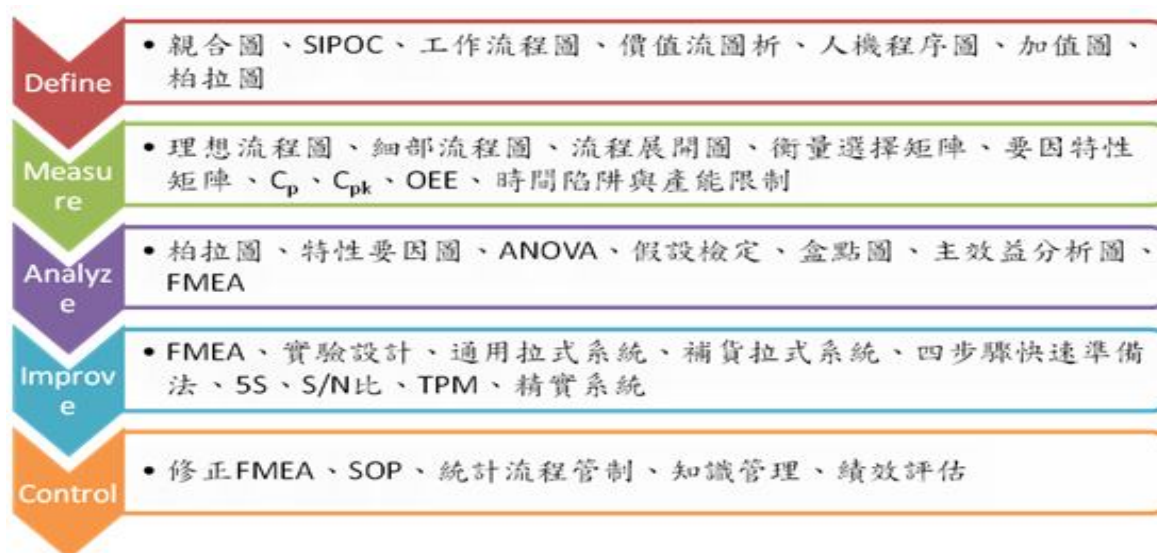 Define
• 親合圖、SIPOC、工作流程圖、價值流圖析、人機程序圖、加值圖、
柏拉圖
Measu
re
• 理想流程圖、細部流程圖、流程展開圖、衡量選擇矩陣、要因特性
矩陣、Cp、Cpk、OEE、時間陷阱與產能限制
Analyz
e
• 柏拉圖、特性要因圖、ANOVA、假設檢定、盒點圖、主效益分析圖、
FMEA
Improv
e
• FMEA、實驗設計、通用拉式系統、補貨拉式系統、四步驟快速準備
法、5S、S/N比、TPM、精實系統
Control
• 修正FMEA、SOP、統計流程管制、知識管理、績效評估